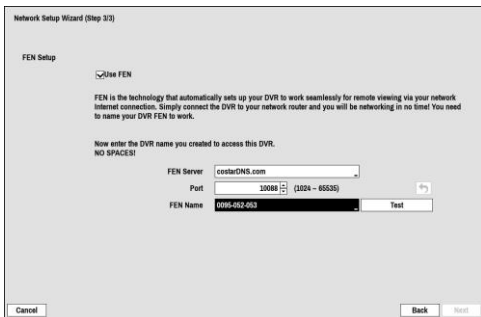 Network Setup Wizard (Step 3/3)
FEN Setup
Use FEN
FEN is the technology that automatically sets up your DVR to work seamlessly for remote viewing via your network
Internet connection. Simply connect the DVR to your network router and you will be networking in no time! You need
to name your DVR FEN to work.
Now enter the DVR name you created to access this DVR.
NO SPACES!
FEN Server costarDNS.com
Port 10088 (1024 ~ 65535)
FEN Name 0095-052-053 Test
Cancel Back Next